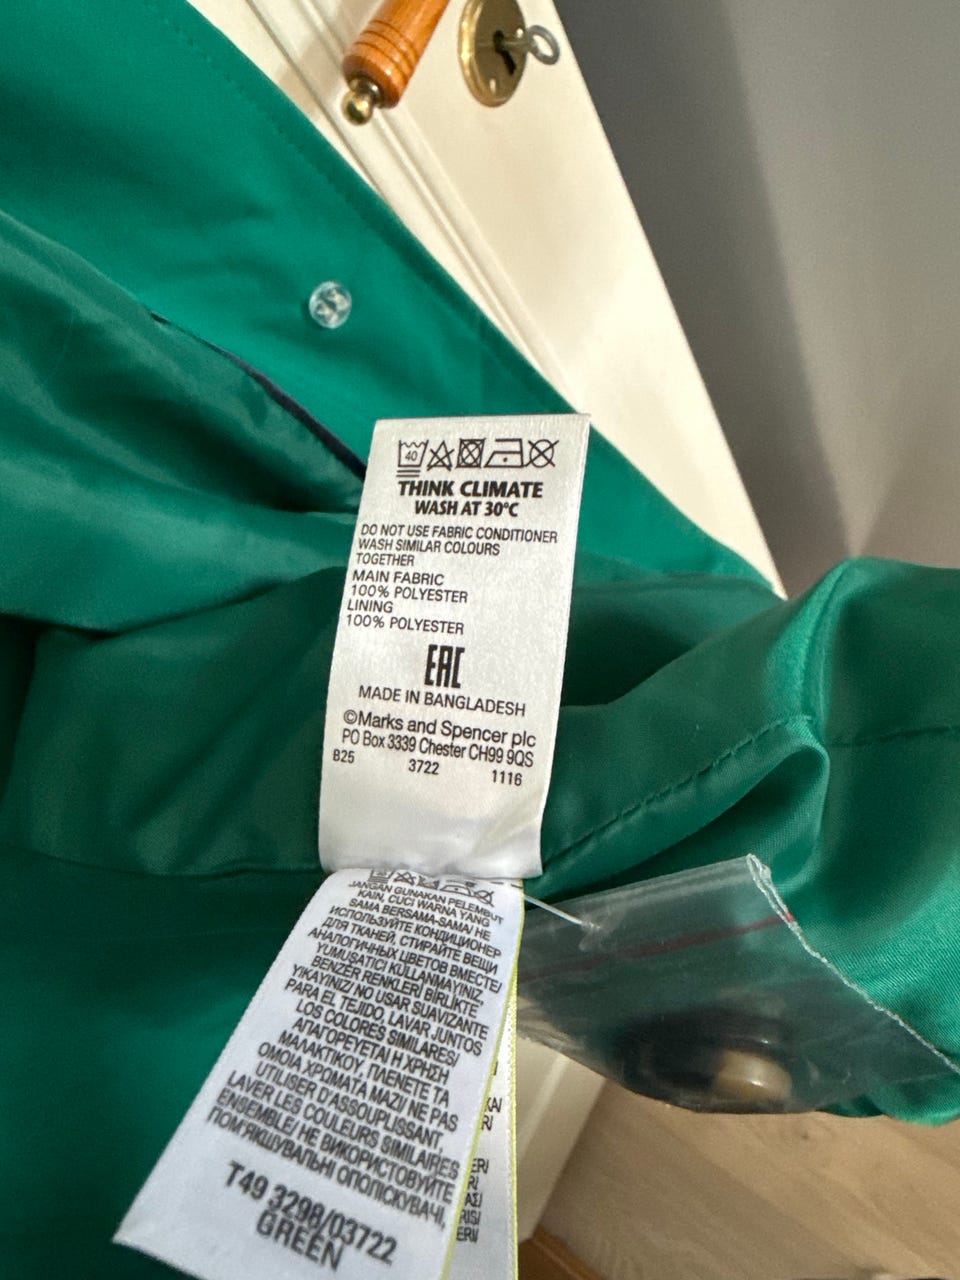 40
THINK CLIMATE
WASH AT 30°C
DO NOT USE FABRIC CONDITIONER
WASH SIMILAR COLOURS
TOGETHER
MAIN FABRIC
100% POLYESTER
LINING
100% POLYESTER
EAC
MADE IN BANGLADESH
©Marks and Spencer plc
PO Box 3339 Chester CH99 9QS
B25 3722 1116
JANGAN GUNAKAN PELEMBUT
KAIN, CUCI WARNA YANG
SAMA BERSAMA-SAMA/ НЕ
ИСПОЛЬЗУЙТЕ КОНДИЦИОНЕР
ДЛЯ ТКАНЕЙ, СТИРАЙТЕ ВЕЩИ
АНАЛОГИЧНЫХ ЦВЕТОВ ВМЕСТЕ/
YUMUŞATICI KULLANMAYINIZ
BENZER RENKLERİ BİRLİKTE
YIKAYINIZ/ NO USAR SUAVIZANTE
PARA EL TEJIDO, LAVAR JUNTOS
LOS COLORES SIMILARES/
ΑΠΑΓΟΡΕΥΕΤΑΙ Η ΧΡΗΣΗ
ΜΑΛΑΚΤΙΚΟΥ. ΠΛΕΝΕΤΕ ΤΑ
ΟΜΟΙΑ ΧΡΩΜΑΤΑ ΜΑΖΙ/ NE PAS
UTILISER D'ASSOUPLISSANT,
LAVER LES COULEURS SIMILAIRES
ENSEMBLE/ НЕ ВИКОРИСТОВУЙТЕ
ПОМ'ЯКШУВАЛЬНІ ОПОЛІСКУВАЧІ,
T49 3298/03722
GREEN